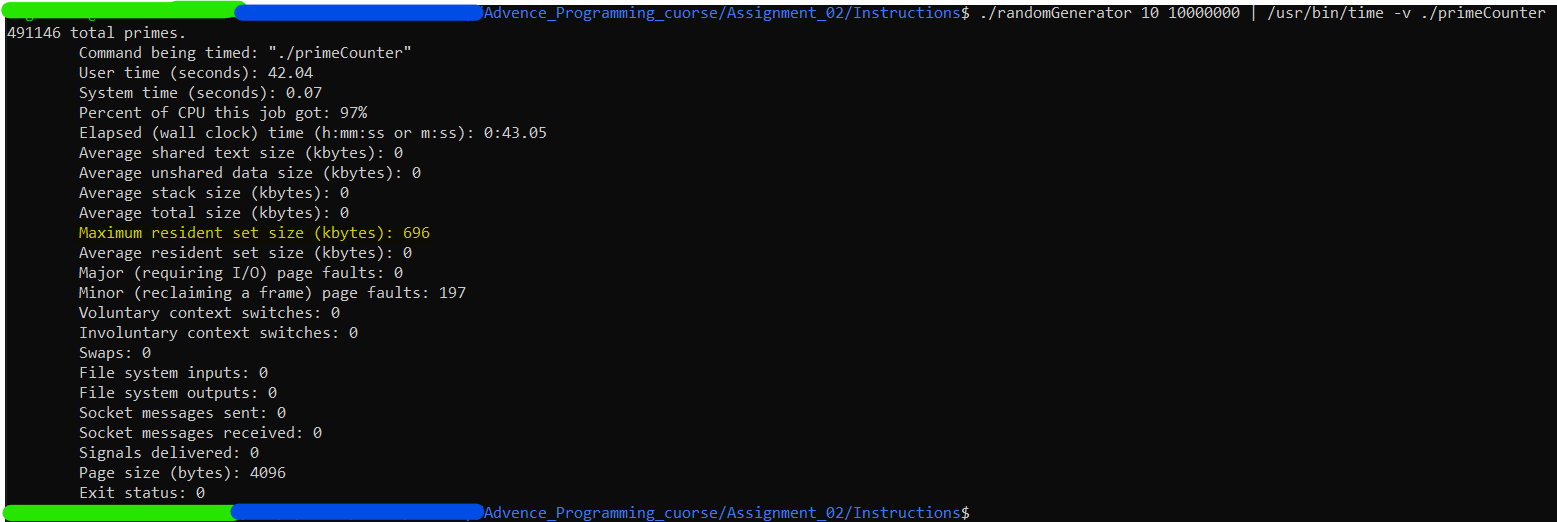 /Advence_Programming_cuorse/Assignment_02/Instructions$ ./randomGenerator 10 10000000 | /usr/bin/time -v ./primeCounter
491146 total primes.
Command being timed: "./primeCounter"
User time (seconds): 42.04
System time (seconds): 0.07
Percent of CPU this job got: 97%
Elapsed (wall clock) time (h:mm:ss or m:ss): 0:43.05
Average shared text size (kbytes): 0
Average unshared data size (kbytes): 0
Average stack size (kbytes): 0
Average total size (kbytes): 0
Maximum resident set size (kbytes): 696
Average resident set size (kbytes): 0
Major (requiring I/O) page faults: 0
Minor (reclaiming a frame) page faults: 197
Voluntary context switches: 0
Involuntary context switches: 0
Swaps: 0
File system inputs: 0
File system outputs: 0
Socket messages sent: 0
Socket messages received: 0
Signals delivered: 0
Page size (bytes): 4096
Exit status: 0
/Advence_Programming_cuorse/Assignment_02/Instructions$